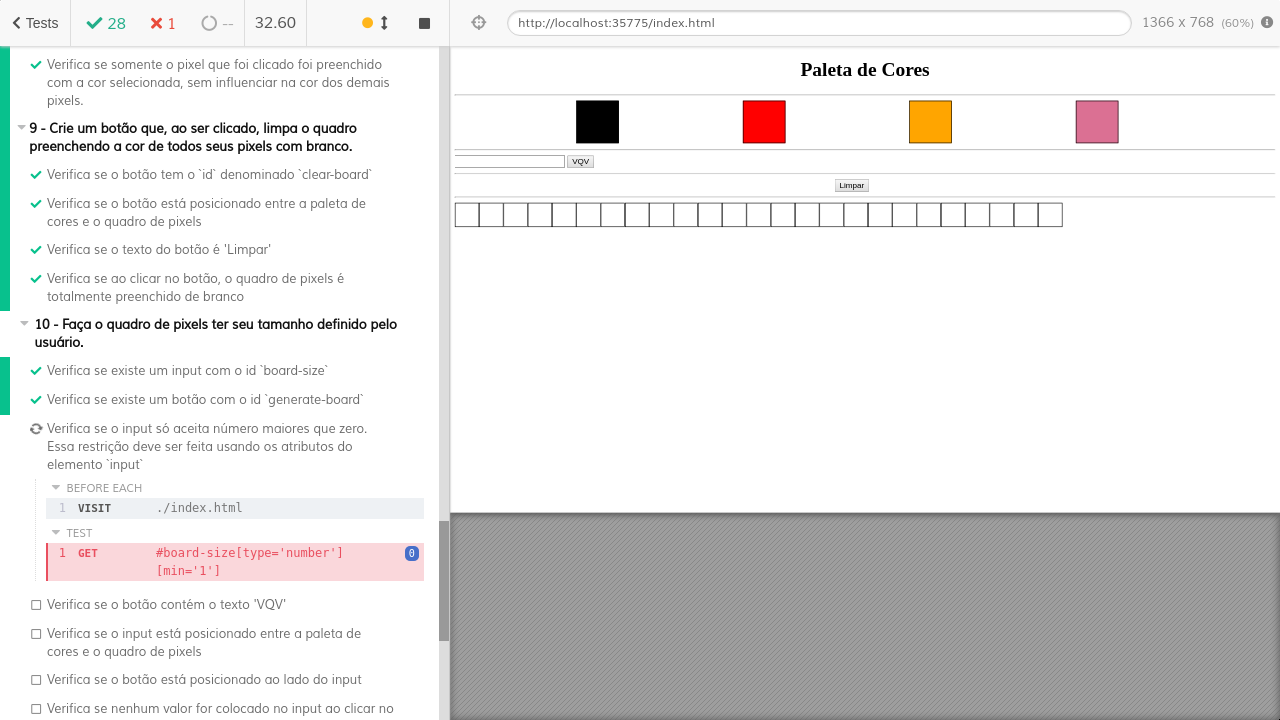 Tests
28
1
--
32.60
http://localhost:35775/index.html
1366 x 768 (60%)
Verifica se somente o pixel que foi clicado foi preenchido
com a cor selecionada, sem influenciar na cor dos demais
pixels.
9 - Crie um botão que, ao ser clicado, limpa o quadro
preenchendo a cor de todos seus pixels com branco.
Verifica se o botão tem o `id` denominado `clear-board`
Verifica se o botão está posicionado entre a paleta de
cores e o quadro de pixels
Verifica se o texto do botão é 'Limpar'
Verifica se ao clicar no botão, o quadro de pixels é
totalmente preenchido de branco
10 - Faça o quadro de pixels ter seu tamanho definido pelo
usuário.
Verifica se existe um input com o id `board-size`
Verifica se existe um botão com o id `generate-board`
Verifica se o input só aceita número maiores que zero.
Essa restrição deve ser feita usando os atributos do
elemento `input`
BEFORE EACH
1 VISIT ./index.html
TEST
1 GET #board-size[type='number'] 0
[min='1']
Verifica se o botão contém o texto 'VQV'
Verifica se o input está posicionado entre a paleta de
cores e o quadro de pixels
Verifica se o botão está posicionado ao lado do input
Verifica se nenhum valor for colocado no input ao clicar no
Paleta de Cores
VQV
Limpar